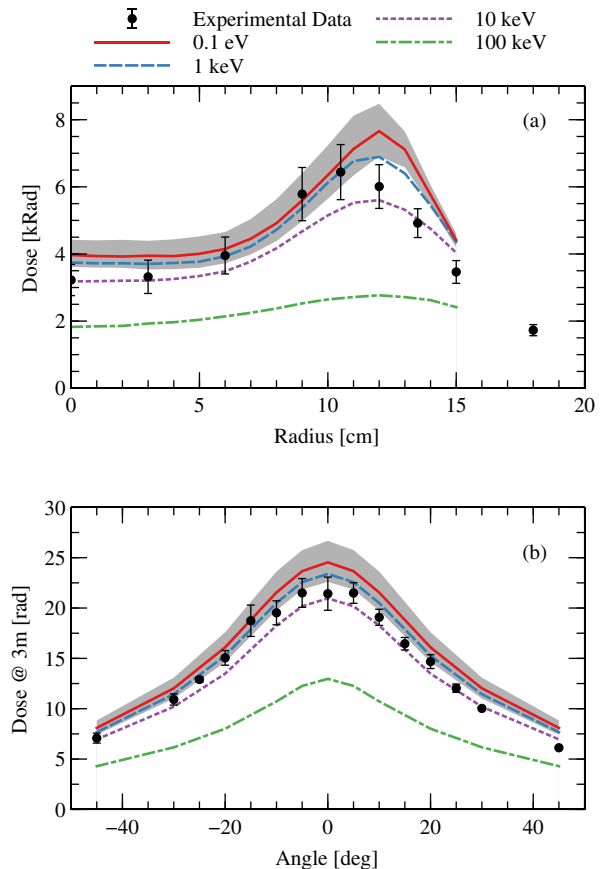 Experimental Data
0.1 eV
1 keV
10 keV
100 keV
(a)
Dose [kRad]
8
6
4
2
0
0 5 10 15 20
Radius [cm]
(b)
Dose @ 3m [rad]
30
25
20
15
10
5
0
−40 −20 0 20 40
Angle [deg]